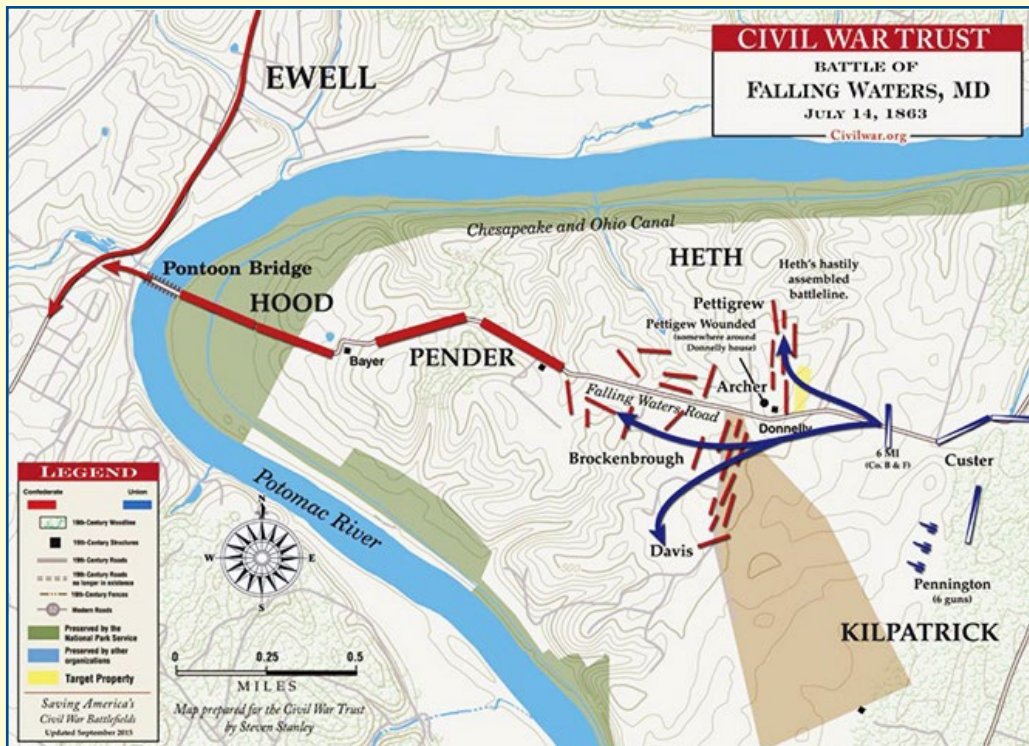 CIVIL WAR TRUST
BATTLE OF
FALLING WATERS, MD
JULY 14, 1863
Civilwar.org
EWELL
Chesapeake and Ohio Canal
Pontoon Bridge
HOOD
Bayer
PENDER
HETH
Heth's hastily
assembled
battleline.
Pettigrew
Pettigew Wounded
(somewhere around
Donnelly house)
Archer
Donnelly
Falling Waters Road
Brockenbrough
6 MI
(Co. B & F)
Custer
Davis
Pennington
(6 guns)
KILPATRICK
Potomac River
N
W
E
S
LEGEND
Confederate
Union
19th-Century Woodline
19th-Century Structures
19th-Century Roads
19th-Century Roads
no longer in existence
19th-Century Fences
Modern Roads
Preserved by the
National Park Service
Preserved by other
organizations
Target Property
Saving America's
Civil War Battlefields
Updated September 2015
0
0.25
0.5
MILES
Map prepared for the Civil War Trust
by Steven Stanley